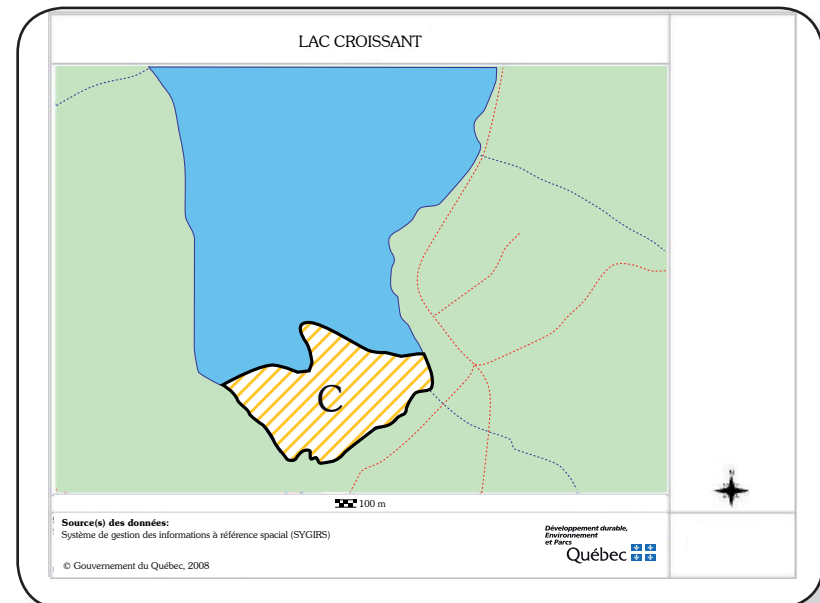 LAC CROISSANT
C
N
100 m
Source(s) des données:
Système de gestion des informations à référence spacial (SYGIRS)
© Gouvernement du Québec, 2008
Développement durable,
Environnement
et Parcs
Québec